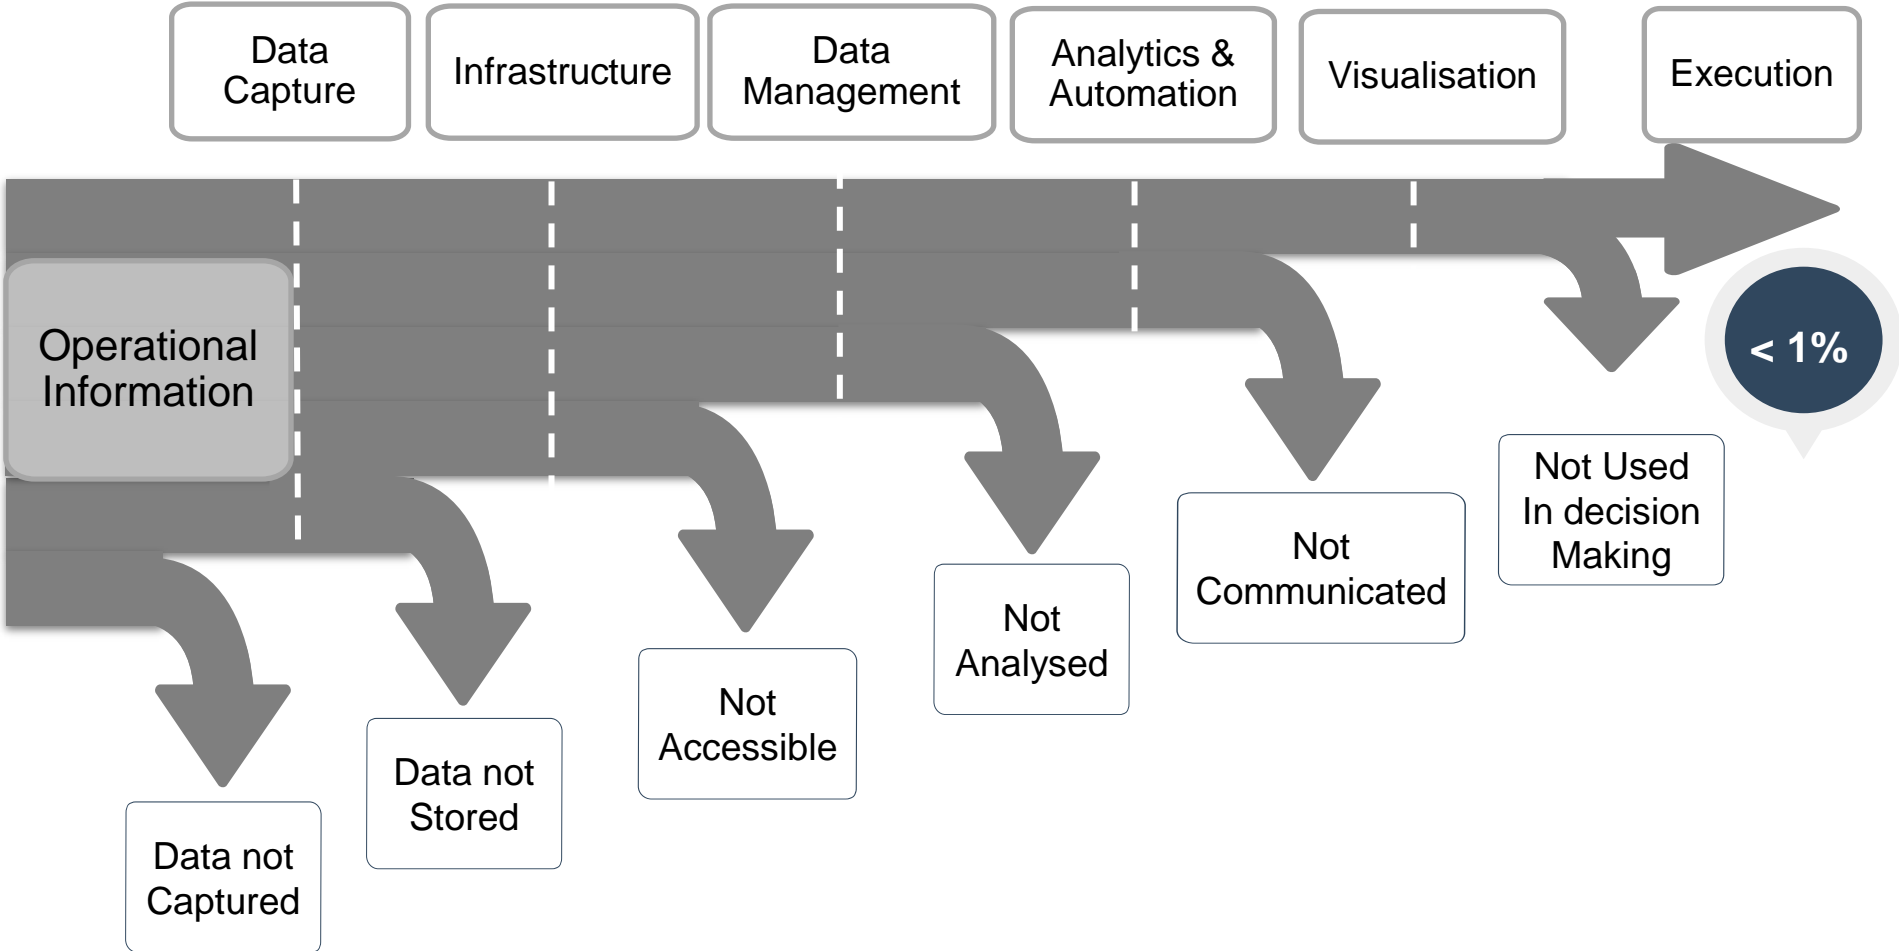 Data
Capture
Infrastructure
Data
Management
Analytics &
Automation
Visualisation
Execution
Operational
Information
< 1%
Not Used
In decision
Making
Not
Communicated
Not
Analysed
Not
Accessible
Data not
Stored
Data not
Captured